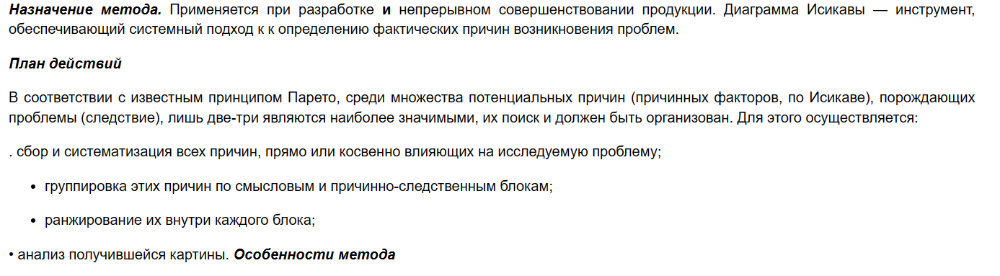 Назначение метода. Применяется при разработке и непрерывном совершенствовании продукции. Диаграмма Исикавы — инструмент,
обеспечивающий системный подход к к определению фактических причин возникновения проблем.
План действий
В соответствии с известным принципом Парето, среди множества потенциальных причин (причинных факторов, по Исикаве), порождающих
проблемы (следствие), лишь две-три являются наиболее значимыми, их поиск и должен быть организован. Для этого осуществляется:
. сбор и систематизация всех причин, прямо или косвенно влияющих на исследуемую проблему;
• группировка этих причин по смысловым и причинно-следственным блокам;
• ранжирование их внутри каждого блока;
• анализ получившейся картины. Особенности метода